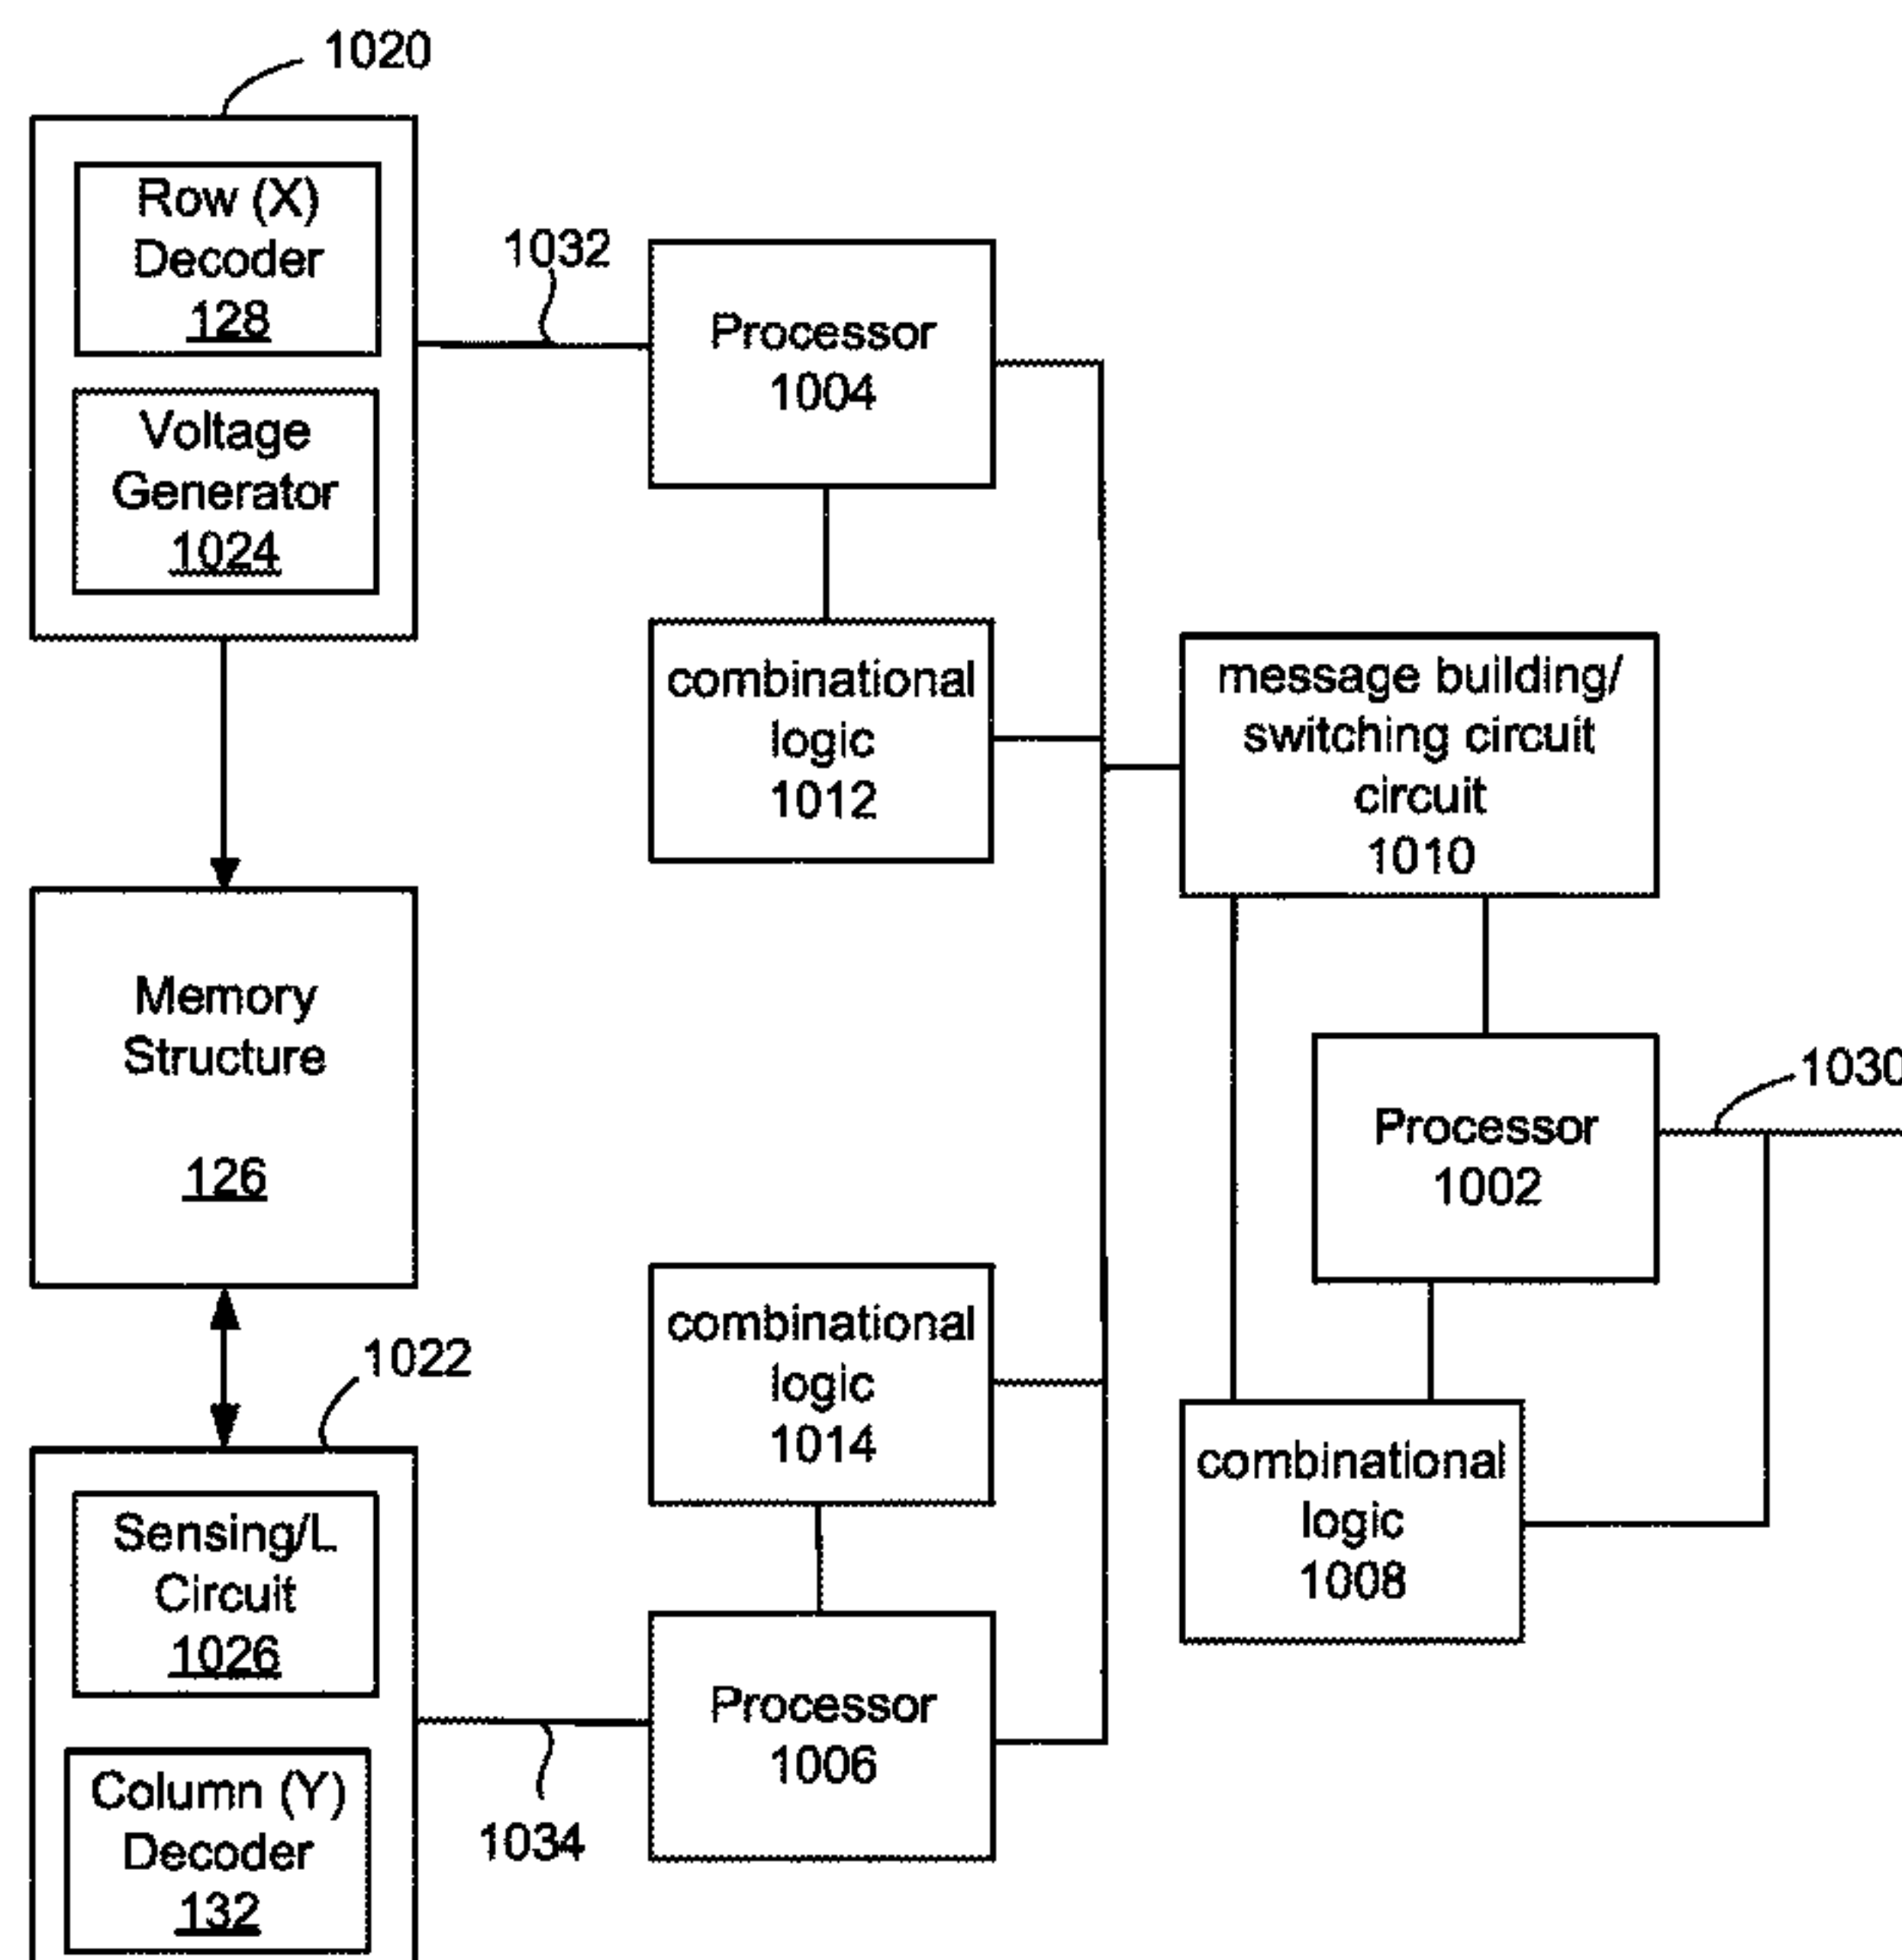 1020
Row (X)
Decoder
128
Voltage
Generator
1024
1032
Processor
1004
combinational
logic
1012
message building/
switching circuit
circuit
1010
Memory
Structure
126
Processor
1002
1030
combinational
logic
1014
combinational
logic
1008
1022
Sensing/L
Circuit
1026
Column (Y)
Decoder
132
1034
Processor
1006